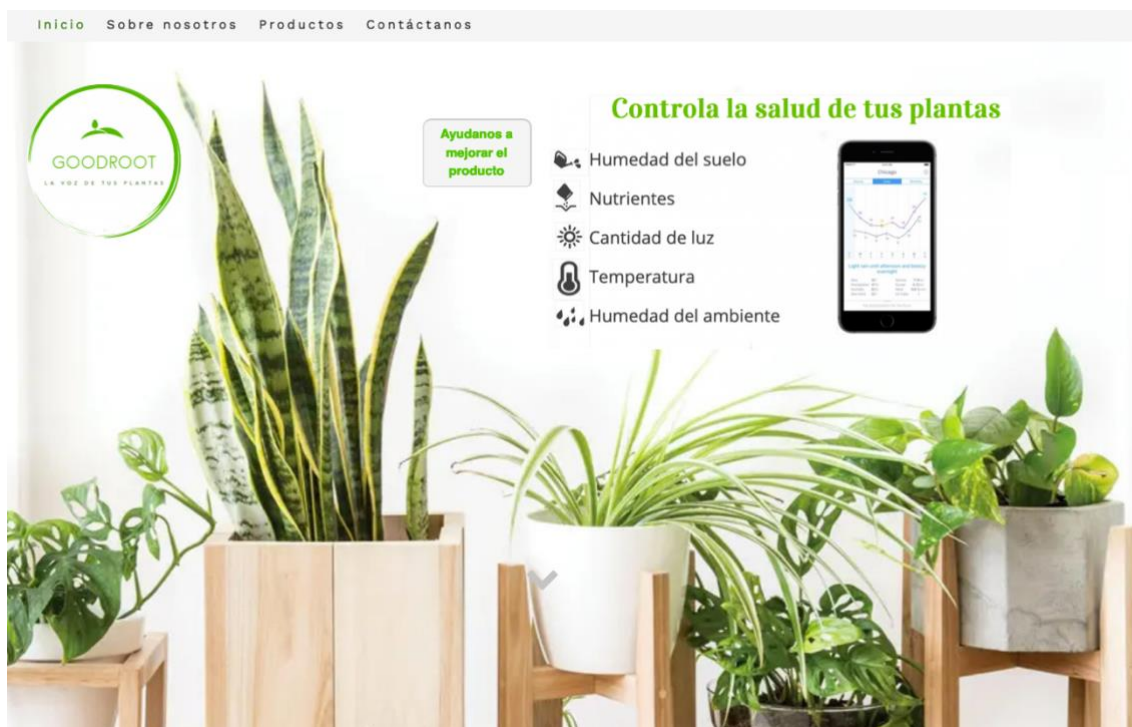 Inicio Sobre nosotros Productos Contáctanos
GOODROOT
LA VOZ DE TUS PLANTAS
Ayudanos a
mejorar el
producto
Controla la salud de tus plantas
Humedad del suelo
Nutrientes
Cantidad de luz
Temperatura
Humedad del ambiente
Chicago